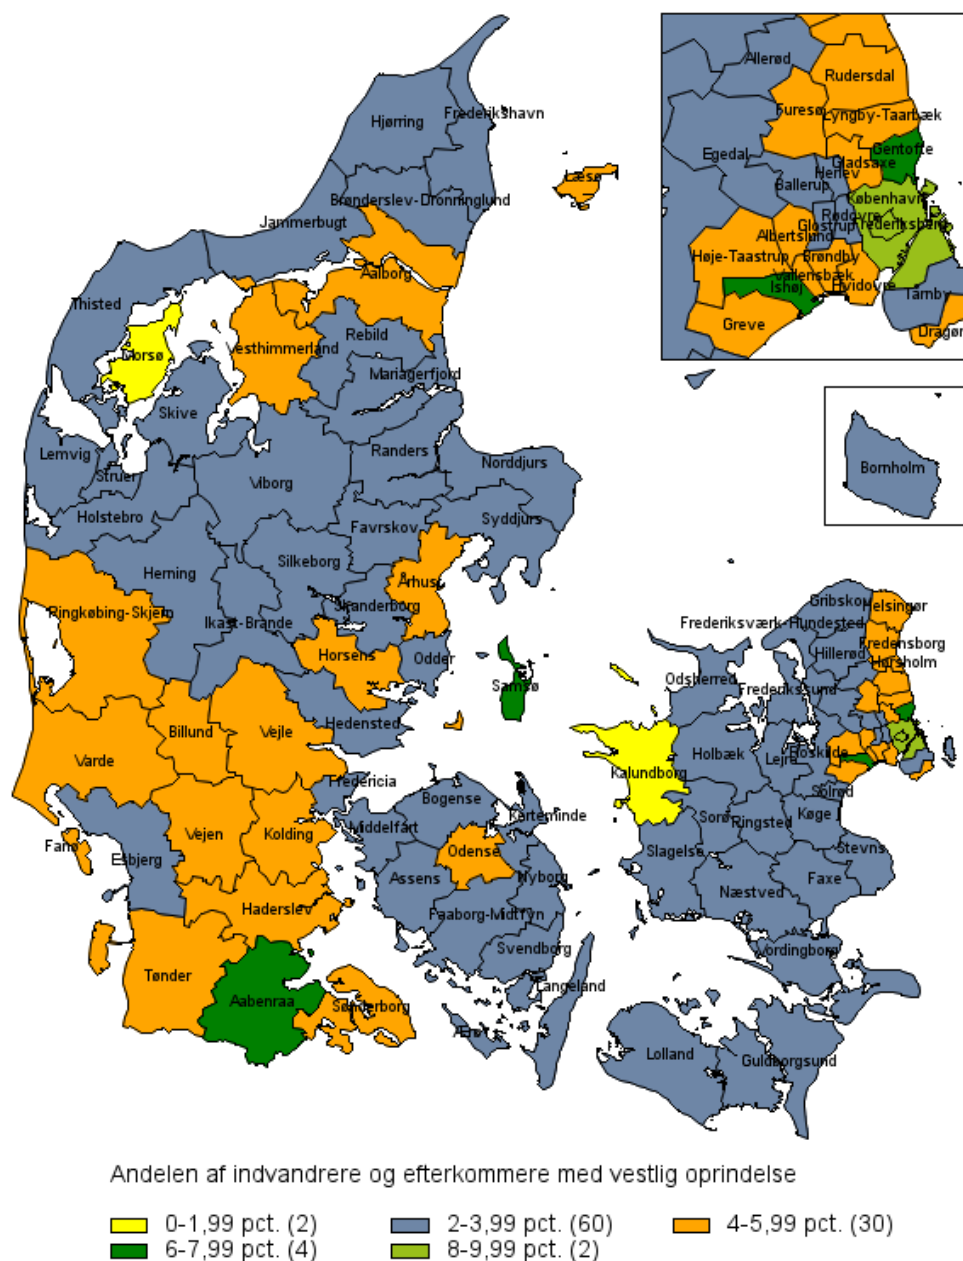 Allerød
Rudersdal
Furesø
Lyngby-Taarbæk
Egedal
Gentofte
Gladsaxe
Herlev
Ballerup
København
Rødovre
Glostrup
Frederiksberg
Albertslund
Høje-Taastrup
Brøndby
Vallensbæk
Ishøj
Hvidovre
Tårnby
Greve
Dragør
Frederikshavn
Hjørring
Læsø
Brønderslev-Dronninglund
Jammerbugt
Aalborg
Thisted
Rebild
Vesthimmerland
Morsø
Mariagerfjord
Skive
Lemvig
Randers
Norddjurs
Bornholm
Struer
Viborg
Holstebro
Favrskov
Syddjurs
Silkeborg
Herning
Århus
Skanderborg
Ringkøbing-Skjern
Ikast-Brande
Gribskov
Helsingør
Frederiksværk-Hundested
Fredensborg
Horsens
Odder
Hillerød
Hørsholm
Samsø
Odsherred
Frederikssund
Hedensted
Billund
Vejle
Varde
Holbæk
Lejre
Roskilde
Kalundborg
Fredericia
Solrød
Bogense
Kerteminde
Sorø
Ringsted
Køge
Middelfart
Vejen
Kolding
Fanø
Esbjerg
Odense
Slagelse
Stevns
Assens
Nyborg
Næstved
Faxe
Haderslev
Faaborg-Midtfyn
Svendborg
Vordingborg
Tønder
Langeland
Aabenraa
Sønderborg
Ærø
Lolland
Guldborgsund
Andelen af indvandrere og efterkommere med vestlig oprindelse
0-1,99 pct. (2)
2-3,99 pct. (60)
4-5,99 pct. (30)
6-7,99 pct. (4)
8-9,99 pct. (2)